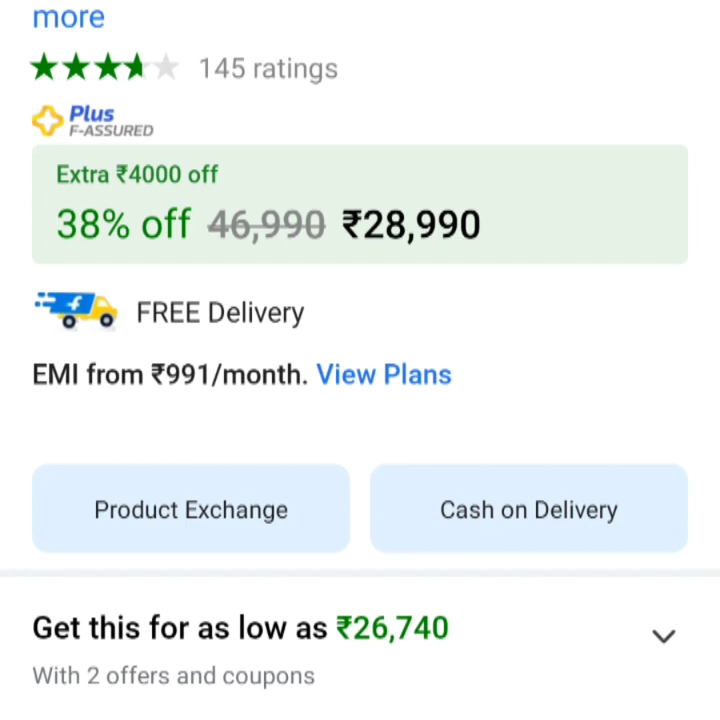 more
145 ratings
Plus
F-ASSURED
Extra ₹4000 off
38% off 46,990 ₹28,990
FREE Delivery
EMI from ₹991/month. View Plans
Product Exchange
Cash on Delivery
Get this for as low as ₹26,740
With 2 offers and coupons